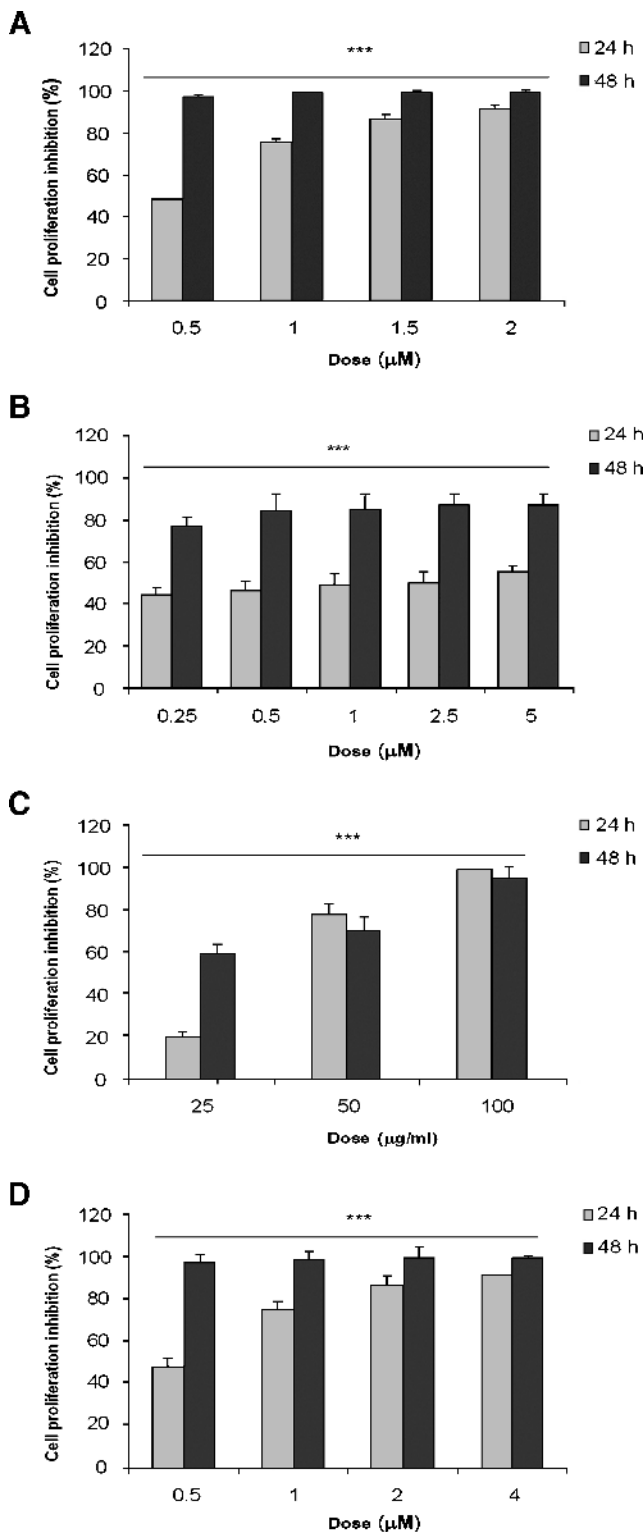 A
Cell proliferation inhibition (%)
120
100
80
60
40
20
0
***
24 h
48 h
0.5 1 1.5 2
Dose (μM)
B
Cell proliferation inhibition (%)
120
100
80
60
40
20
0
***
24 h
48 h
0.25 0.5 1 2.5 5
Dose (μM)
C
Cell proliferation inhibition (%)
120
100
80
60
40
20
0
***
24 h
48 h
25 50 100
Dose (μg/ml)
D
Cell proliferation inhibition (%)
120
100
80
60
40
20
0
***
24 h
48 h
0.5 1 2 4
Dose (μM)